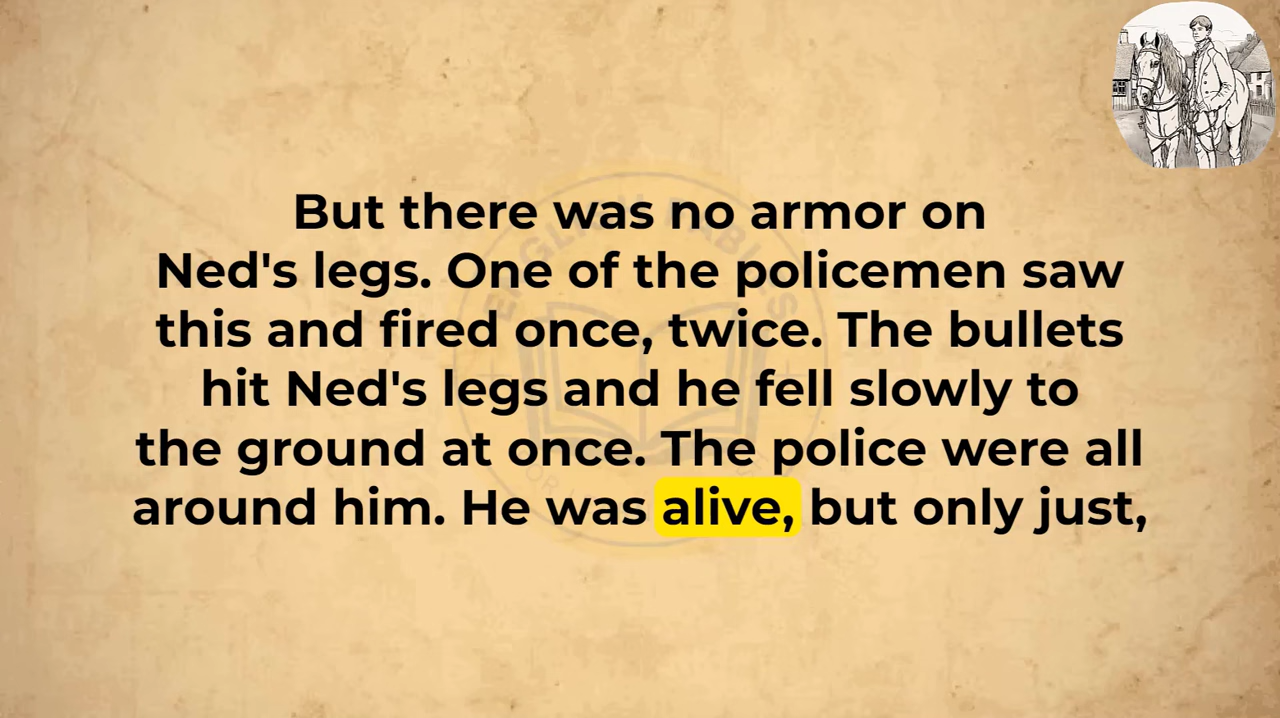 But there was no armor on
Ned's legs. One of the policemen saw
this and fired once, twice. The bullets
hit Ned's legs and he fell slowly to
the ground at once. The police were all
around him. He was alive, but only just,